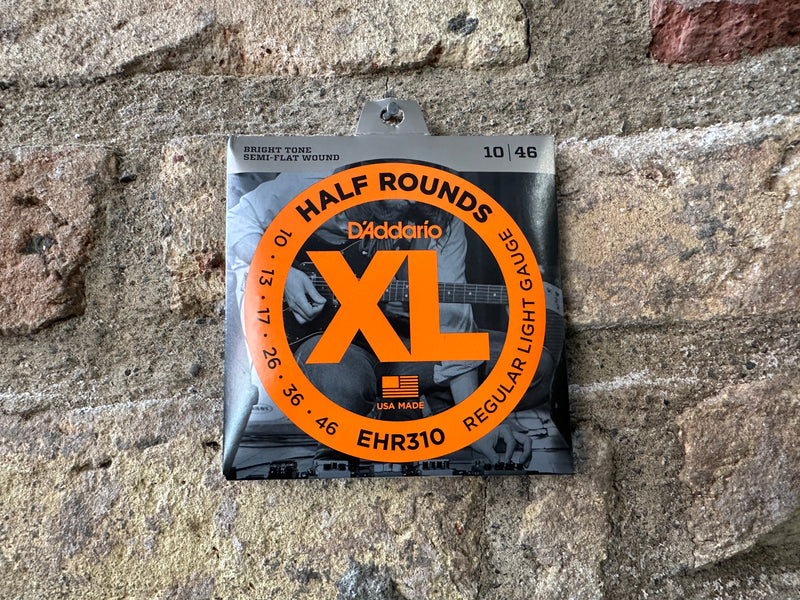 BRIGHT TONE
SEMI-FLAT WOUND
10 | 46
HALF ROUNDS
D'Addario
XL
10 • 13 • 17 • 26 • 36 • 46
REGULAR LIGHT GAUGE
USA MADE
EHR310